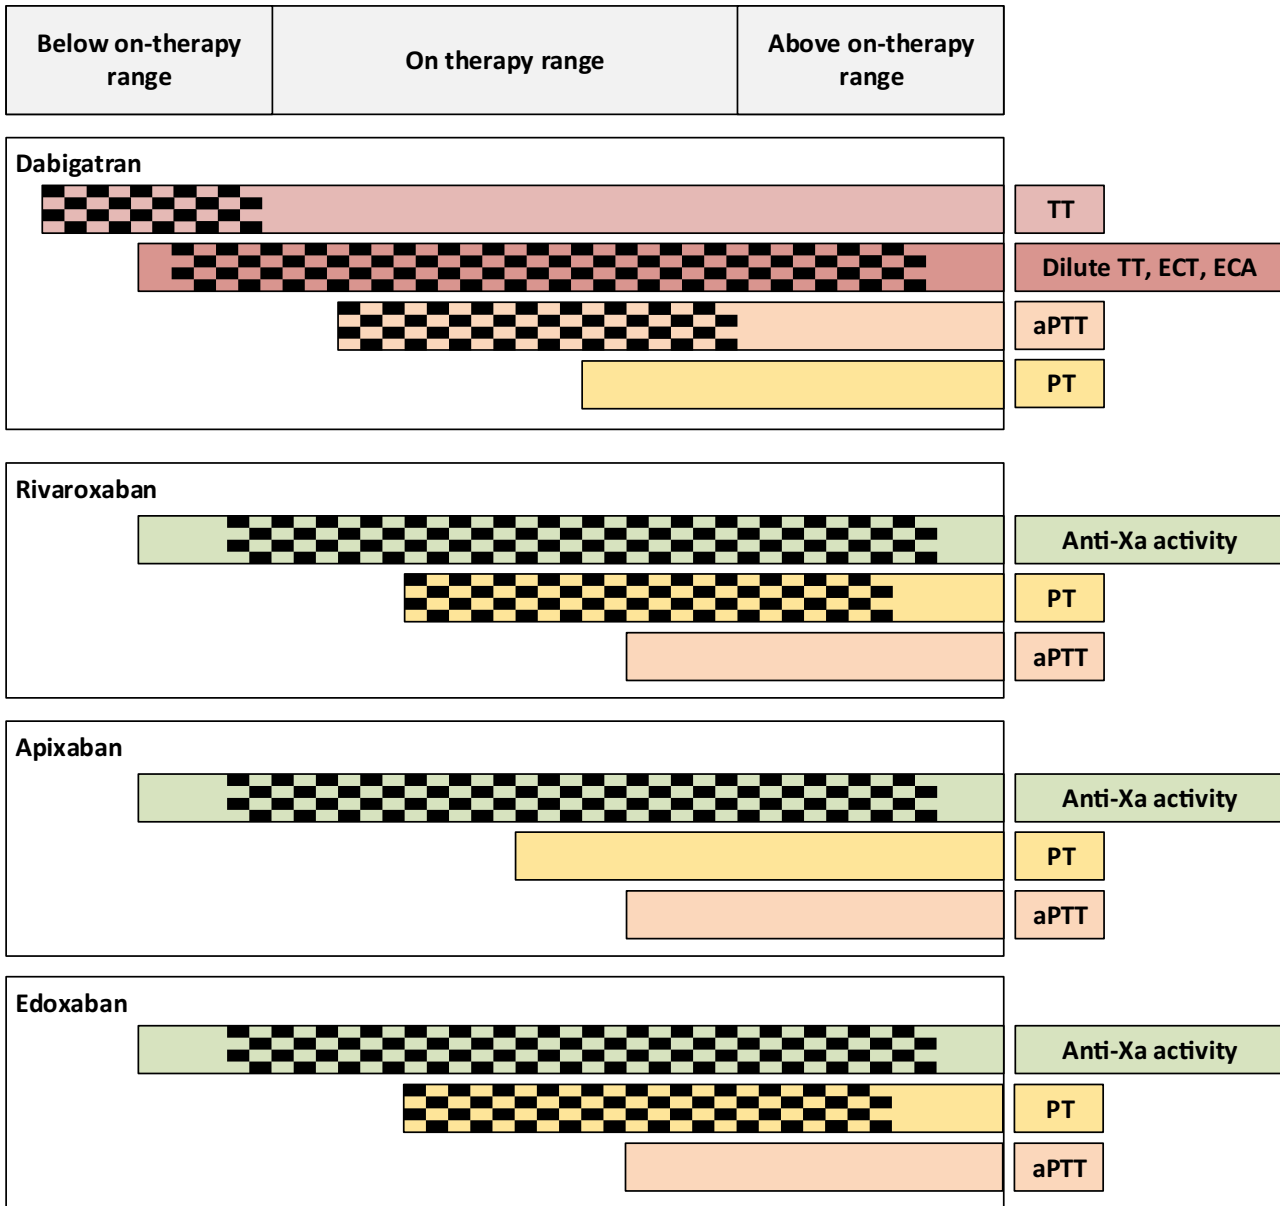 Below on-therapy
range
On therapy range
Above on-therapy
range
Dabigatran
TT
Dilute TT, ECT, ECA
aPTT
PT
Rivaroxaban
Anti-Xa activity
PT
aPTT
Apixaban
Anti-Xa activity
PT
aPTT
Edoxaban
Anti-Xa activity
PT
aPTT